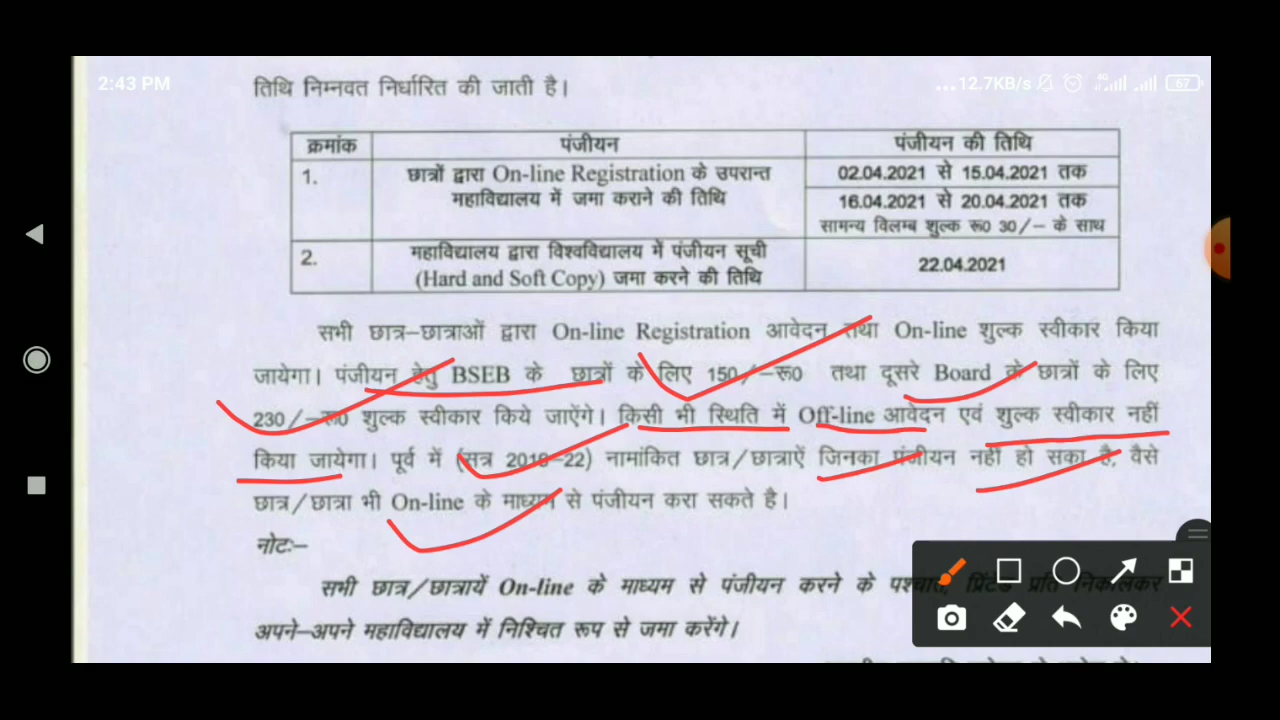 2:43 PM
...12.7KB/s 4G 67
तिथि निम्नवत निर्धारित की जाती है।
क्रमांक पंजीयन पंजीयन की तिथि
1. छात्रों द्वारा On-line Registration के उपरान्त 02.04.2021 से 15.04.2021 तक
महाविद्यालय में जमा कराने की तिथि 16.04.2021 से 20.04.2021 तक
सामन्य विलम्ब शुल्क रू0 30/- के साथ
2. महाविद्यालय द्वारा विश्वविद्यालय में पंजीयन सूची 22.04.2021
(Hard and Soft Copy) जमा करने की तिथि
सभी छात्र-छात्राओं द्वारा On-line Registration आवेदन तथा On-line शुल्क स्वीकार किया
जायेगा। पंजीयन हेतु BSEB के छात्रों के लिए 150/-रू0 तथा दूसरे Board के छात्रों के लिए
230/-रू0 शुल्क स्वीकार किये जाऐंगे। किसी भी स्थिति में Off-line आवेदन एवं शुल्क स्वीकार नहीं
किया जायेगा। पूर्व में (सत्र 2019-22) नामांकित छात्र/छात्राऐं जिनका पंजीयन नहीं हो सका है, वैसे
छात्र/छात्रा भी On-line के माध्यम से पंजीयन करा सकते है।
नोटः-
सभी छात्र/छात्रायें On-line के माध्यम से पंजीयन करने के पश्चात, प्रिंटेड प्रति निकालकर
अपने-अपने महाविद्यालय में निश्चित रूप से जमा करेंगे।